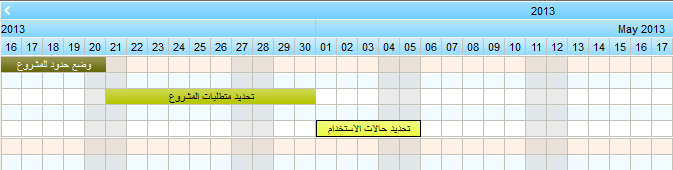 2013
2013 May 2013
16 17 18 19 20 21 22 23 24 25 26 27 28 29 30 01 02 03 04 05 06 07 08 09 10 11 12 13 14 15 16 17
وضع حدود للمشروع
تحديد متطلبات المشروع
تحديد حالات الاستخدام